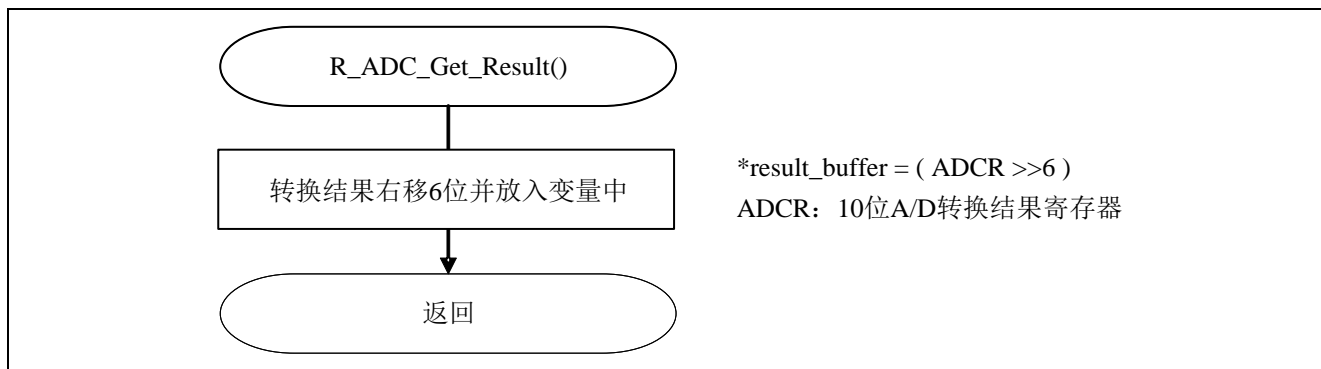 R_ADC_Get_Result()
转换结果右移6位并放入变量中
*result_buffer = ( ADCR >>6 )
ADCR：10位A/D转换结果寄存器
返回